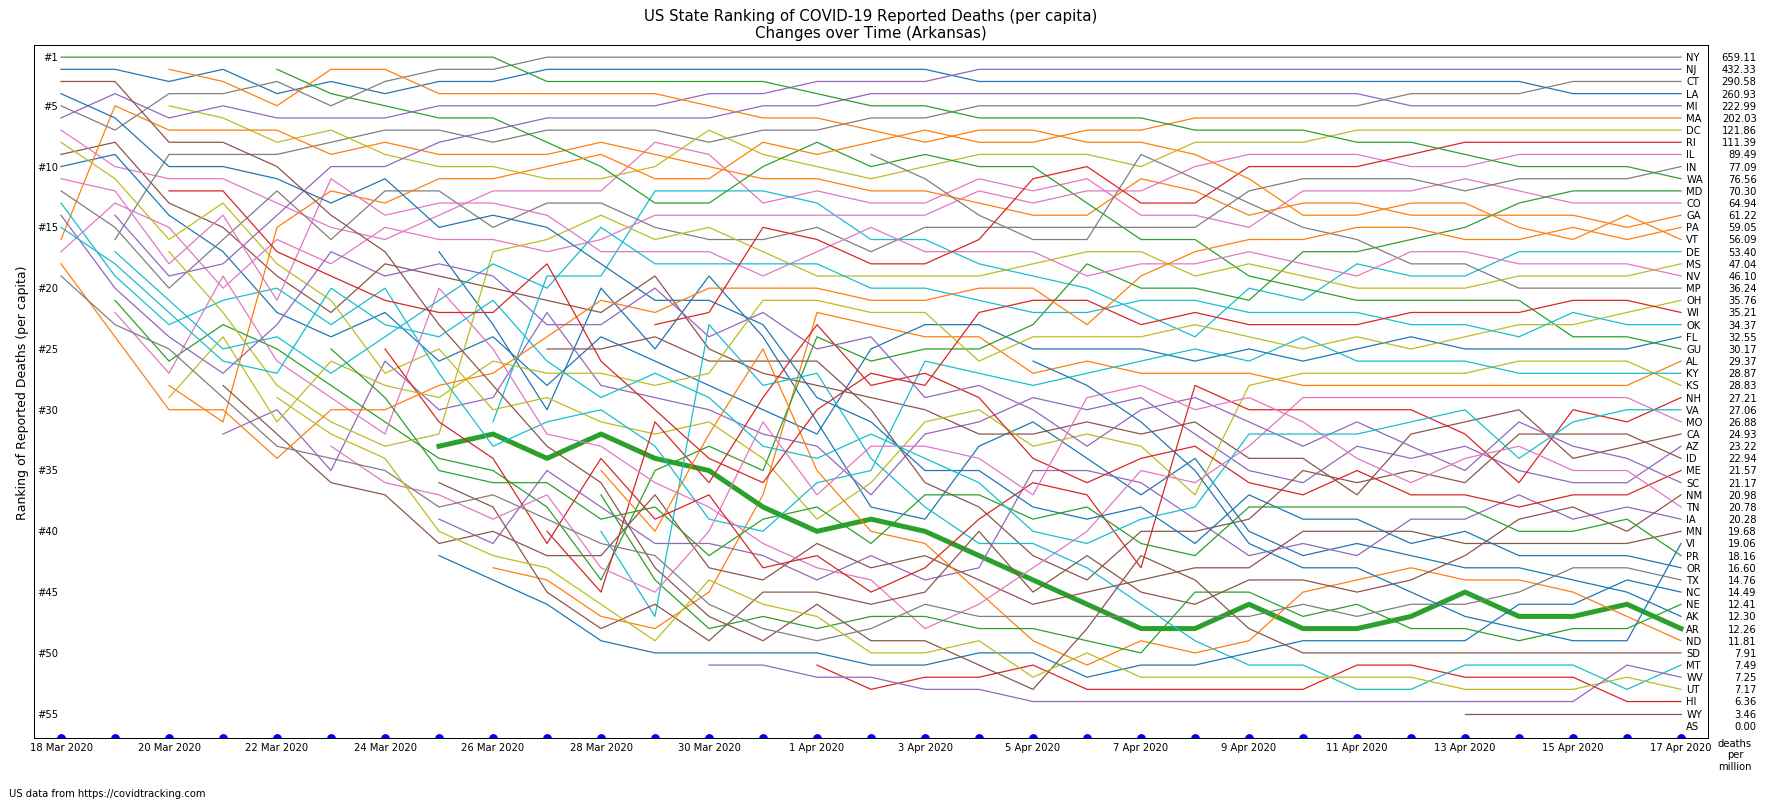 US State Ranking of COVID-19 Reported Deaths (per capita)
Changes over Time (Arkansas)
Ranking of Reported Deaths (per capita)
#1
#5
#10
#15
#20
#25
#30
#35
#40
#45
#50
#55
NY 659.11
NJ 432.33
CT 290.58
LA 260.93
MI 222.99
MA 202.03
DC 121.86
RI 111.39
IL 89.49
IN 77.09
WA 76.56
MD 70.30
CO 64.94
GA 61.22
PA 59.05
VT 56.09
DE 53.40
MS 47.04
NV 46.10
MP 36.24
OH 35.76
WI 35.21
OK 34.37
FL 32.55
GU 30.17
AL 29.37
KY 28.87
KS 28.83
NH 27.21
VA 27.06
MO 26.88
CA 24.93
AZ 23.22
ID 22.94
ME 21.57
SC 21.17
NM 20.98
TN 20.78
IA 20.28
MN 19.68
VI 19.06
PR 18.16
OR 16.60
TX 14.76
NC 14.49
NE 12.41
AK 12.30
AR 12.26
ND 11.81
SD 7.91
MT 7.49
WV 7.25
UT 7.17
HI 6.36
WY 3.46
AS 0.00
18 Mar 2020 20 Mar 2020 22 Mar 2020 24 Mar 2020 26 Mar 2020 28 Mar 2020 30 Mar 2020 1 Apr 2020 3 Apr 2020 5 Apr 2020 7 Apr 2020 9 Apr 2020 11 Apr 2020 13 Apr 2020 15 Apr 2020 17 Apr 2020
deaths
per
million
US data from https://covidtracking.com